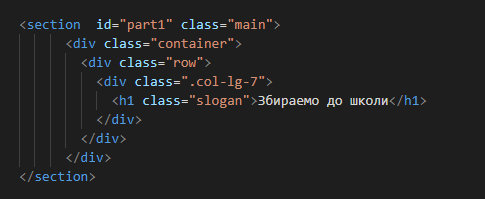 <section  id="part1" class="main">
<div class="container">
<div class="row">
<div class=".col-lg-7">
<h1 class="slogan">Збираемо до школи</h1>
</div>
</div>
</div>
</section>